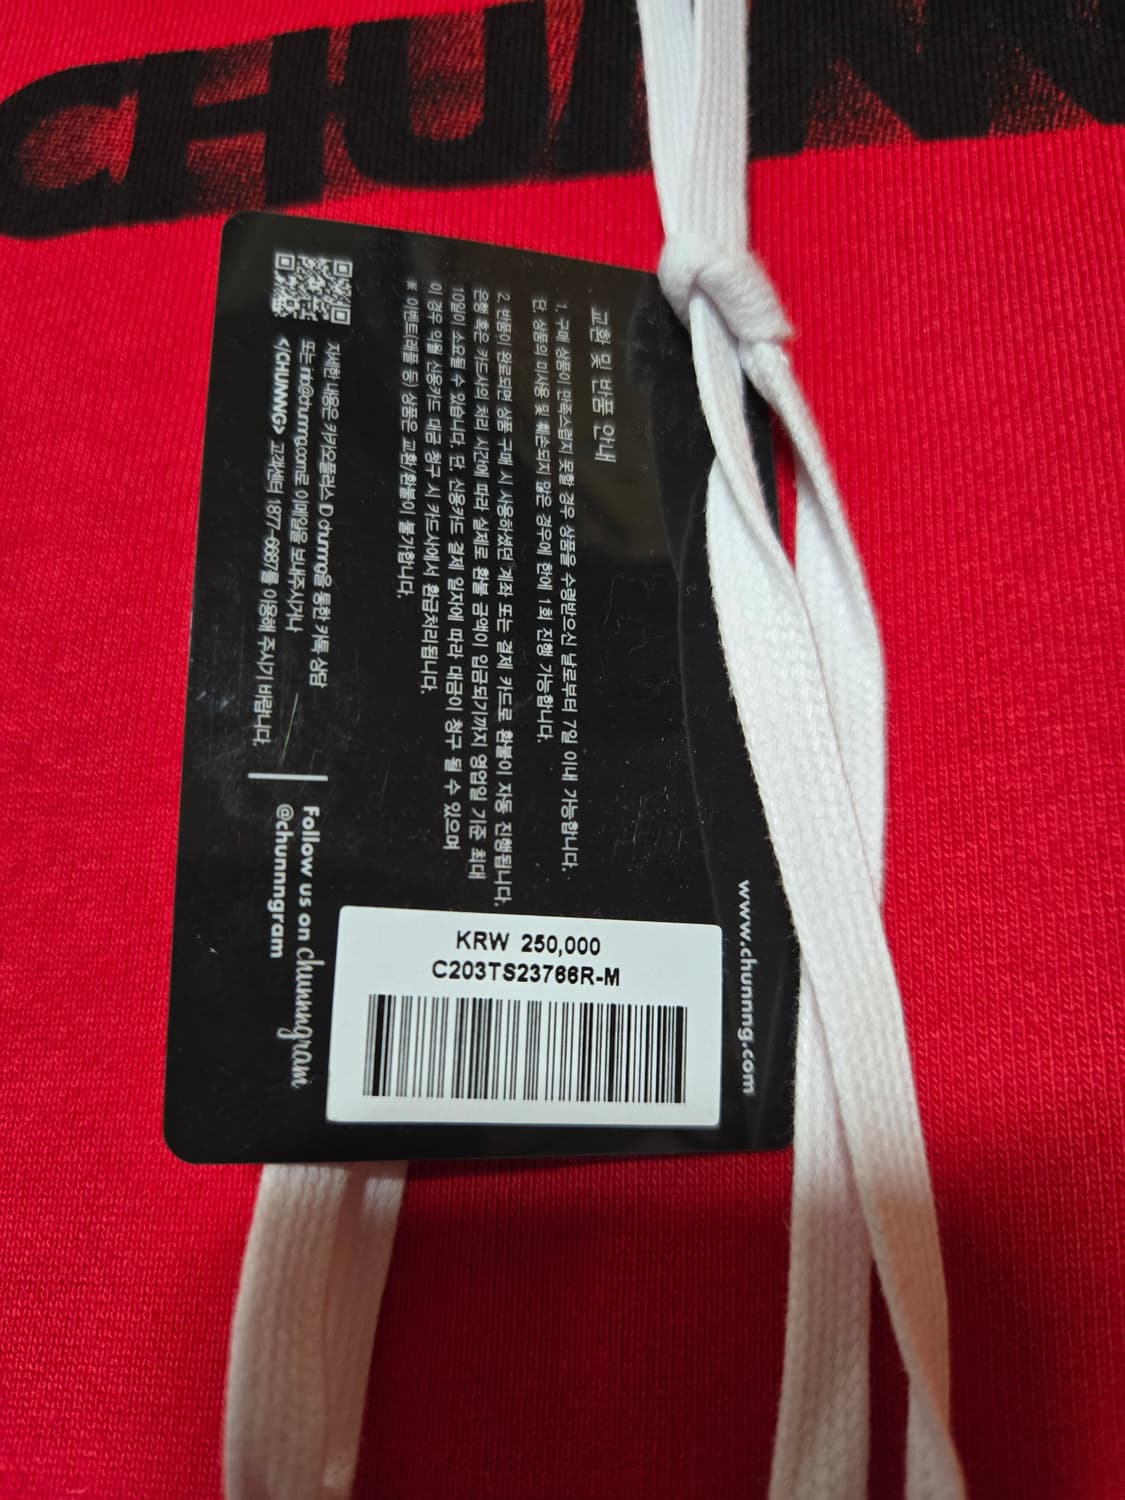 CHUNN
교환 및 반품 안내
1. 구매 상품이 만족스럽지 못할 경우 상품을 수령받으신 날로부터 7일 이내 가능합니다.
단, 상품의 미사용 및 훼손되지 않은 경우에 한에 1회 진행 가능합니다.
2. 반품이 완료되면 상품 구매 시 사용하셨던 계좌 또는 결제 카드로 환불이 자동 진행됩니다.
은행 혹은 카드사의 처리 시간에 따라 실제로 환불 금액이 입금되기까지 영업일 기준 최대
10일이 소요될 수 있습니다. 단, 신용카드 결제 일자에 따라 대금이 청구 될 수 있으며
이 경우 익월 신용카드 대금 청구 시 카드사에서 환급처리됩니다.
※ 이벤트(래플 등) 상품은 교환/환불이 불가합니다.
자세한 내용은 카카오플러스 ID chunnng을 통한 카톡 상담
또는 로 이메일을 보내주시거나
</CHUNNG> 고객센터 1877-6667를 이용해 주시기 바랍니다.
Follow us on chunnngram
@chunnngram
www.chunnng.com
KRW 250,000
C203TS23766R-M